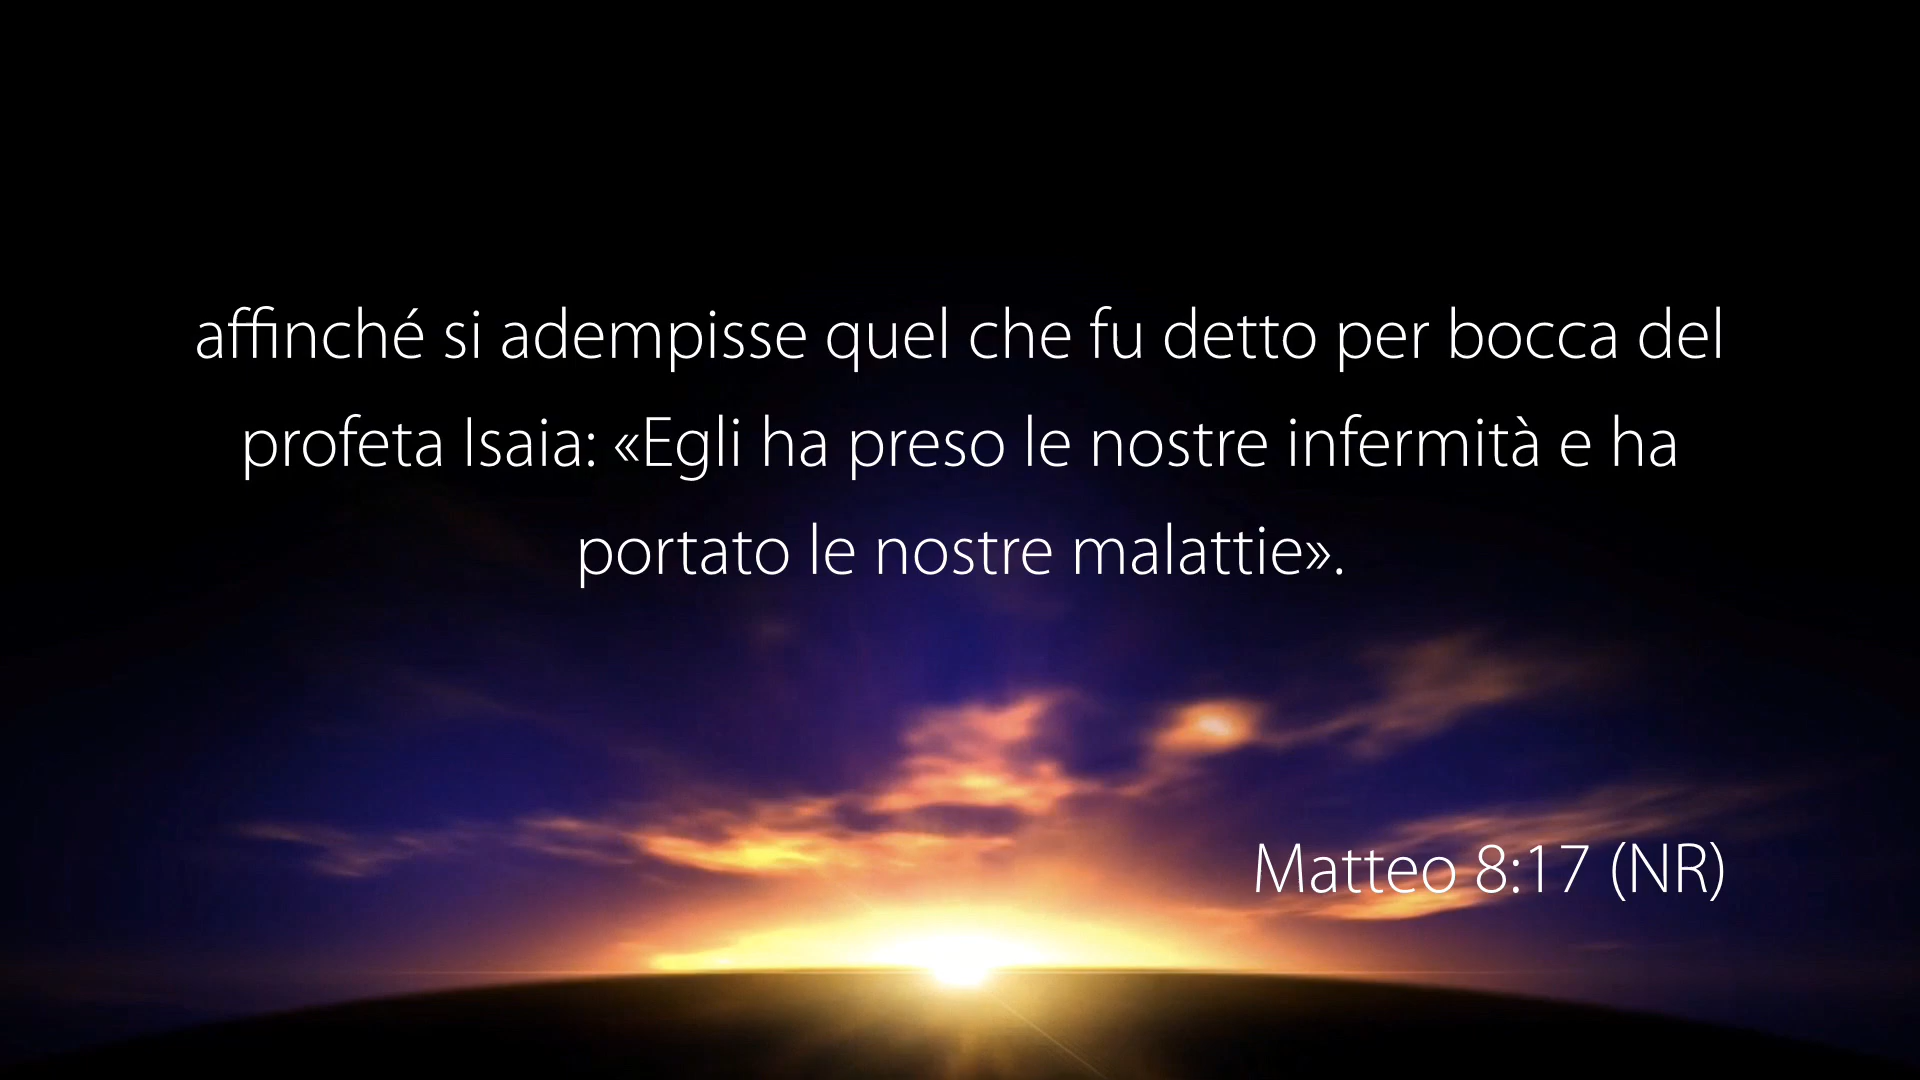 affinché si adempisse quel che fu detto per bocca del
profeta Isaia: «Egli ha preso le nostre infermità e ha
portato le nostre malattie».
Matteo 8:17 (NR)